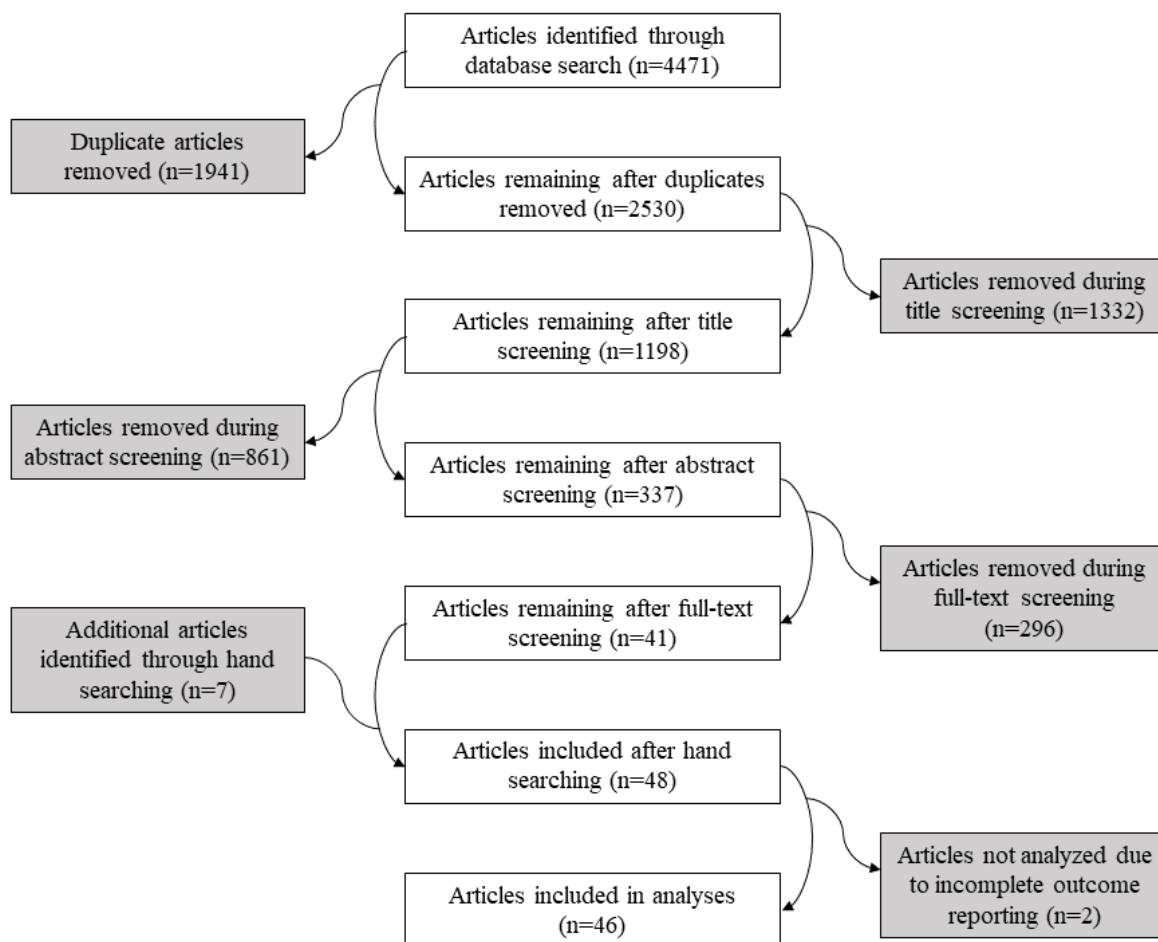 Articles identified through
database search (n=4471)
Duplicate articles
removed (n=1941)
Articles remaining after duplicates
removed (n=2530)
Articles removed during
title screening (n=1332)
Articles remaining after title
screening (n=1198)
Articles removed during
abstract screening (n=861)
Articles remaining after abstract
screening (n=337)
Articles removed during
full-text screening
(n=296)
Articles remaining after full-text
screening (n=41)
Additional articles
identified through hand
searching (n=7)
Articles included after hand
searching (n=48)
Articles not analyzed due
to incomplete outcome
reporting (n=2)
Articles included in analyses
(n=46)